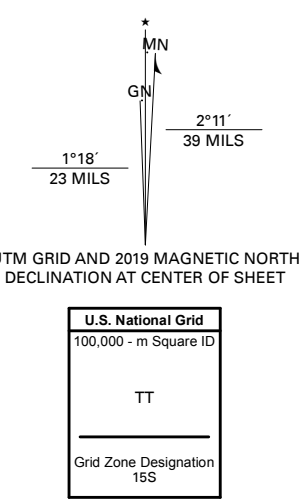 ★
MN
GN
2°11´
39 MILS
1°18´
23 MILS
UTM GRID AND 2019 MAGNETIC NORTH
DECLINATION AT CENTER OF SHEET
U.S. National Grid
100,000 - m Square ID
TT
Grid Zone Designation
15S